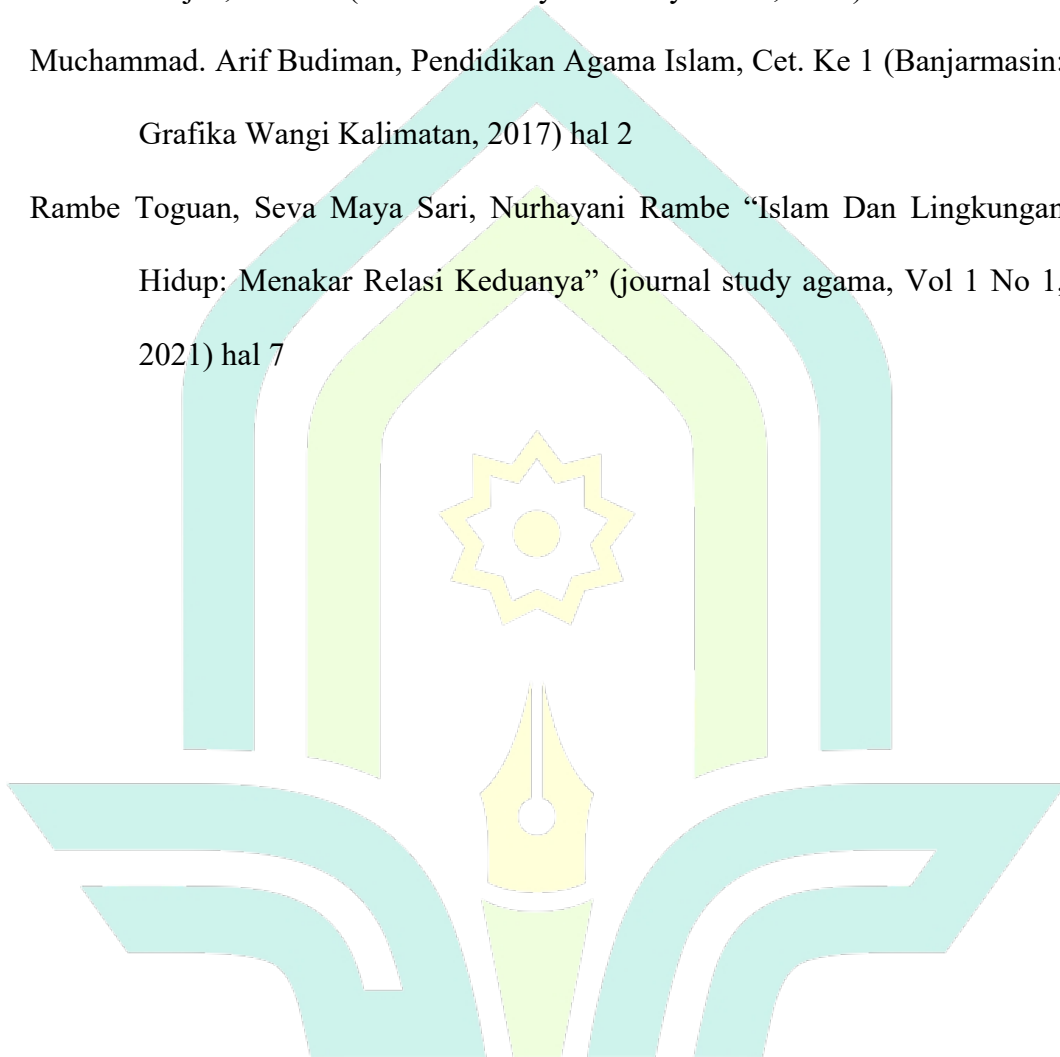 Muchammad. Arif Budiman, Pendidikan Agama Islam, Cet. Ke 1 (Banjarmasin:
Grafika Wangi Kalimatan, 2017) hal 2
Rambe Toguan, Seva Maya Sari, Nurhayani Rambe “Islam Dan Lingkungan
Hidup: Menakar Relasi Keduanya” (journal study agama, Vol 1 No 1,
2021) hal 7